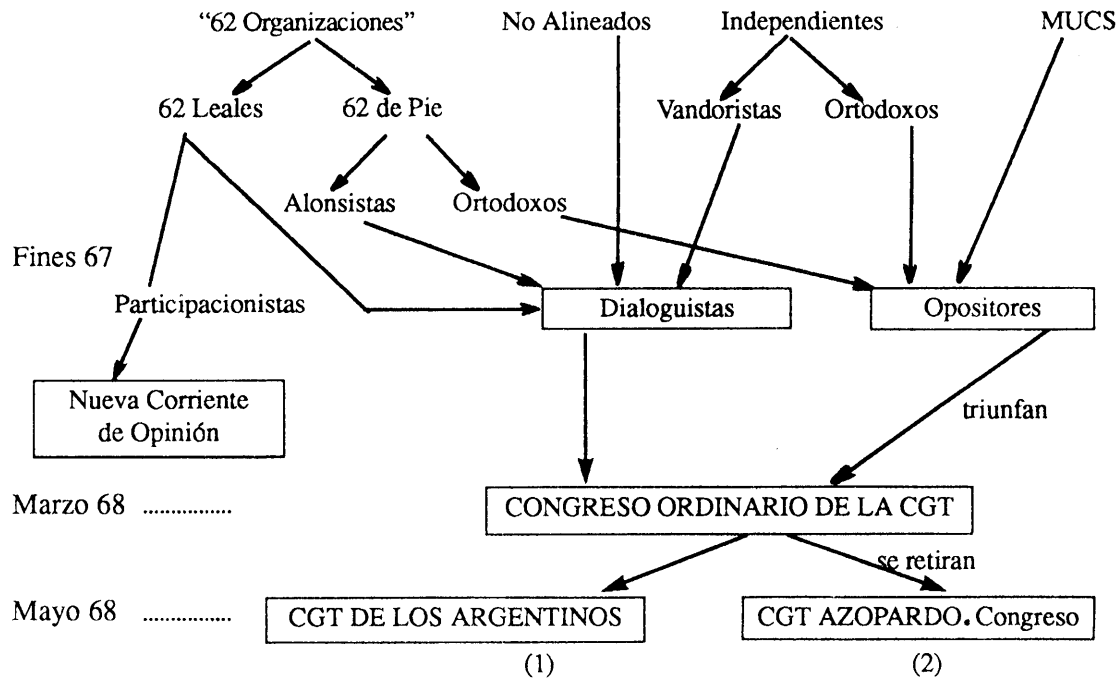 “62 Organizaciones” No Alineados Independientes MUCS
62 Leales 62 de Pie Vandoristas Ortodoxos
Alonsistas Ortodoxos
Fines 67
Participacionistas Dialoguistas Opositores
Nueva Corriente
de Opinión
triunfan
Marzo 68 ................ CONGRESO ORDINARIO DE LA CGT
se retiran
Mayo 68 ................ CGT DE LOS ARGENTINOS CGT AZOPARDO. Congreso
(1) (2)